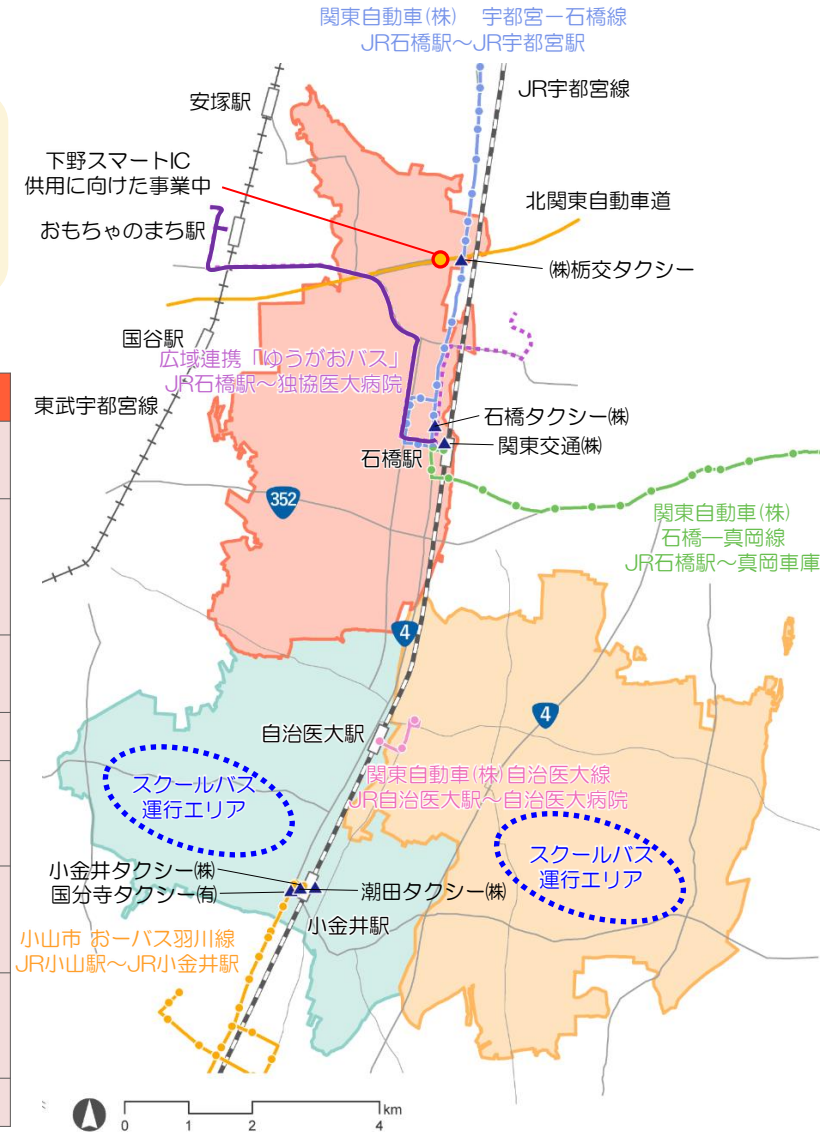 関東自動車(株) 宇都宮ー石橋線
JR石橋駅～JR宇都宮駅
JR宇都宮線
安塚駅
下野スマートIC
供用に向けた事業中
北関東自動車道
おもちゃのまち駅
(株)栃交タクシー
国谷駅
広域連携「ゆうがおバス」
JR石橋駅～独協医大病院
東武宇都宮線
石橋タクシー(株)
関東交通(株)
石橋駅
352
関東自動車(株)
石橋―真岡線
JR石橋駅～真岡車庫
4
4
自治医大駅
関東自動車(株)自治医大線
JR自治医大駅～自治医大病院
スクールバス
運行エリア
スクールバス
運行エリア
小金井タクシー(株)
国分寺タクシー(有)
潮田タクシー(株)
小金井駅
小山市 おーバス羽川線
JR小山駅～JR小金井駅
km
0 1 2 4